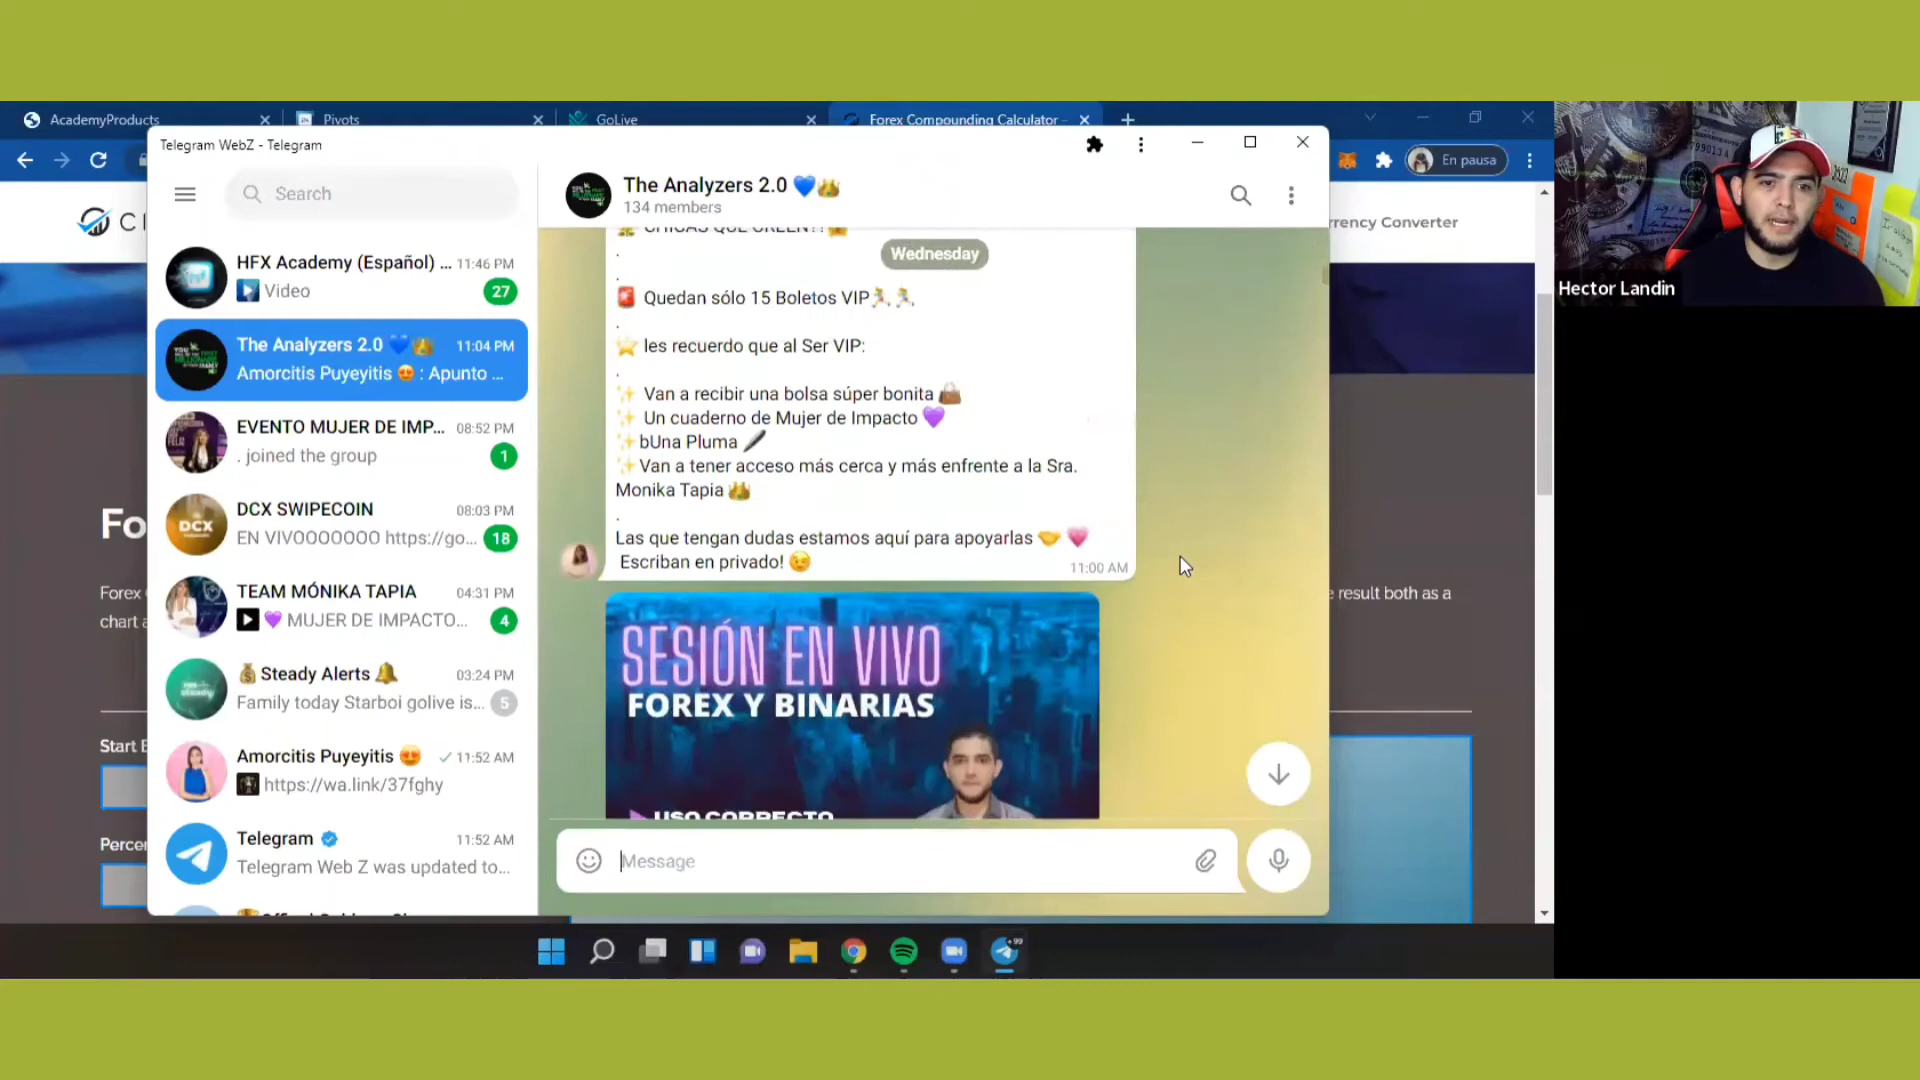 AcademyProducts
Pivots
GoLive
Forex Compounding Calculator -
En pausa
Telegram WebZ - Telegram
Search
The Analyzers 2.0 💙👑
134 members
rrency Converter
HFX Academy (Español) ... 11:46 PM
Video
27
The Analyzers 2.0 💙👑 11:04 PM
Amorcitis Puyeyitis 😍 : Apunto ...
EVENTO MUJER DE IMP... 08:52 PM
. joined the group
1
DCX
DCX SWIPECOIN 08:03 PM
EN VIVOOOOOOO https://go...
18
TEAM MÓNIKA TAPIA 04:31 PM
💜 MUJER DE IMPACTO...
4
💰Steady Alerts 🔔 03:24 PM
Family today Starboi golive is...
5
Amorcitis Puyeyitis 😍 11:52 AM
https://wa.link/37fghy
Telegram 11:52 AM
Telegram Web Z was updated to...
Wednesday
.
.
🚨 Quedan sólo 15 Boletos VIP🏃🏃
.
⭐ les recuerdo que al Ser VIP:
.
✨ Van a recibir una bolsa súper bonita 👜
✨ Un cuaderno de Mujer de Impacto 💜
✨bUna Pluma 🖋
✨Van a tener acceso más cerca y más enfrente a la Sra.
Monika Tapia 👑
.
Las que tengan dudas estamos aquí para apoyarlas 🤝 💗
Escriban en privado! 😉
11:00 AM
SESIÓN EN VIVO
FOREX Y BINARIAS
USO CORRECTO
Message
Fo
Forex
chart a
e result both as a
Start B
Percer
+99
Hector Landin